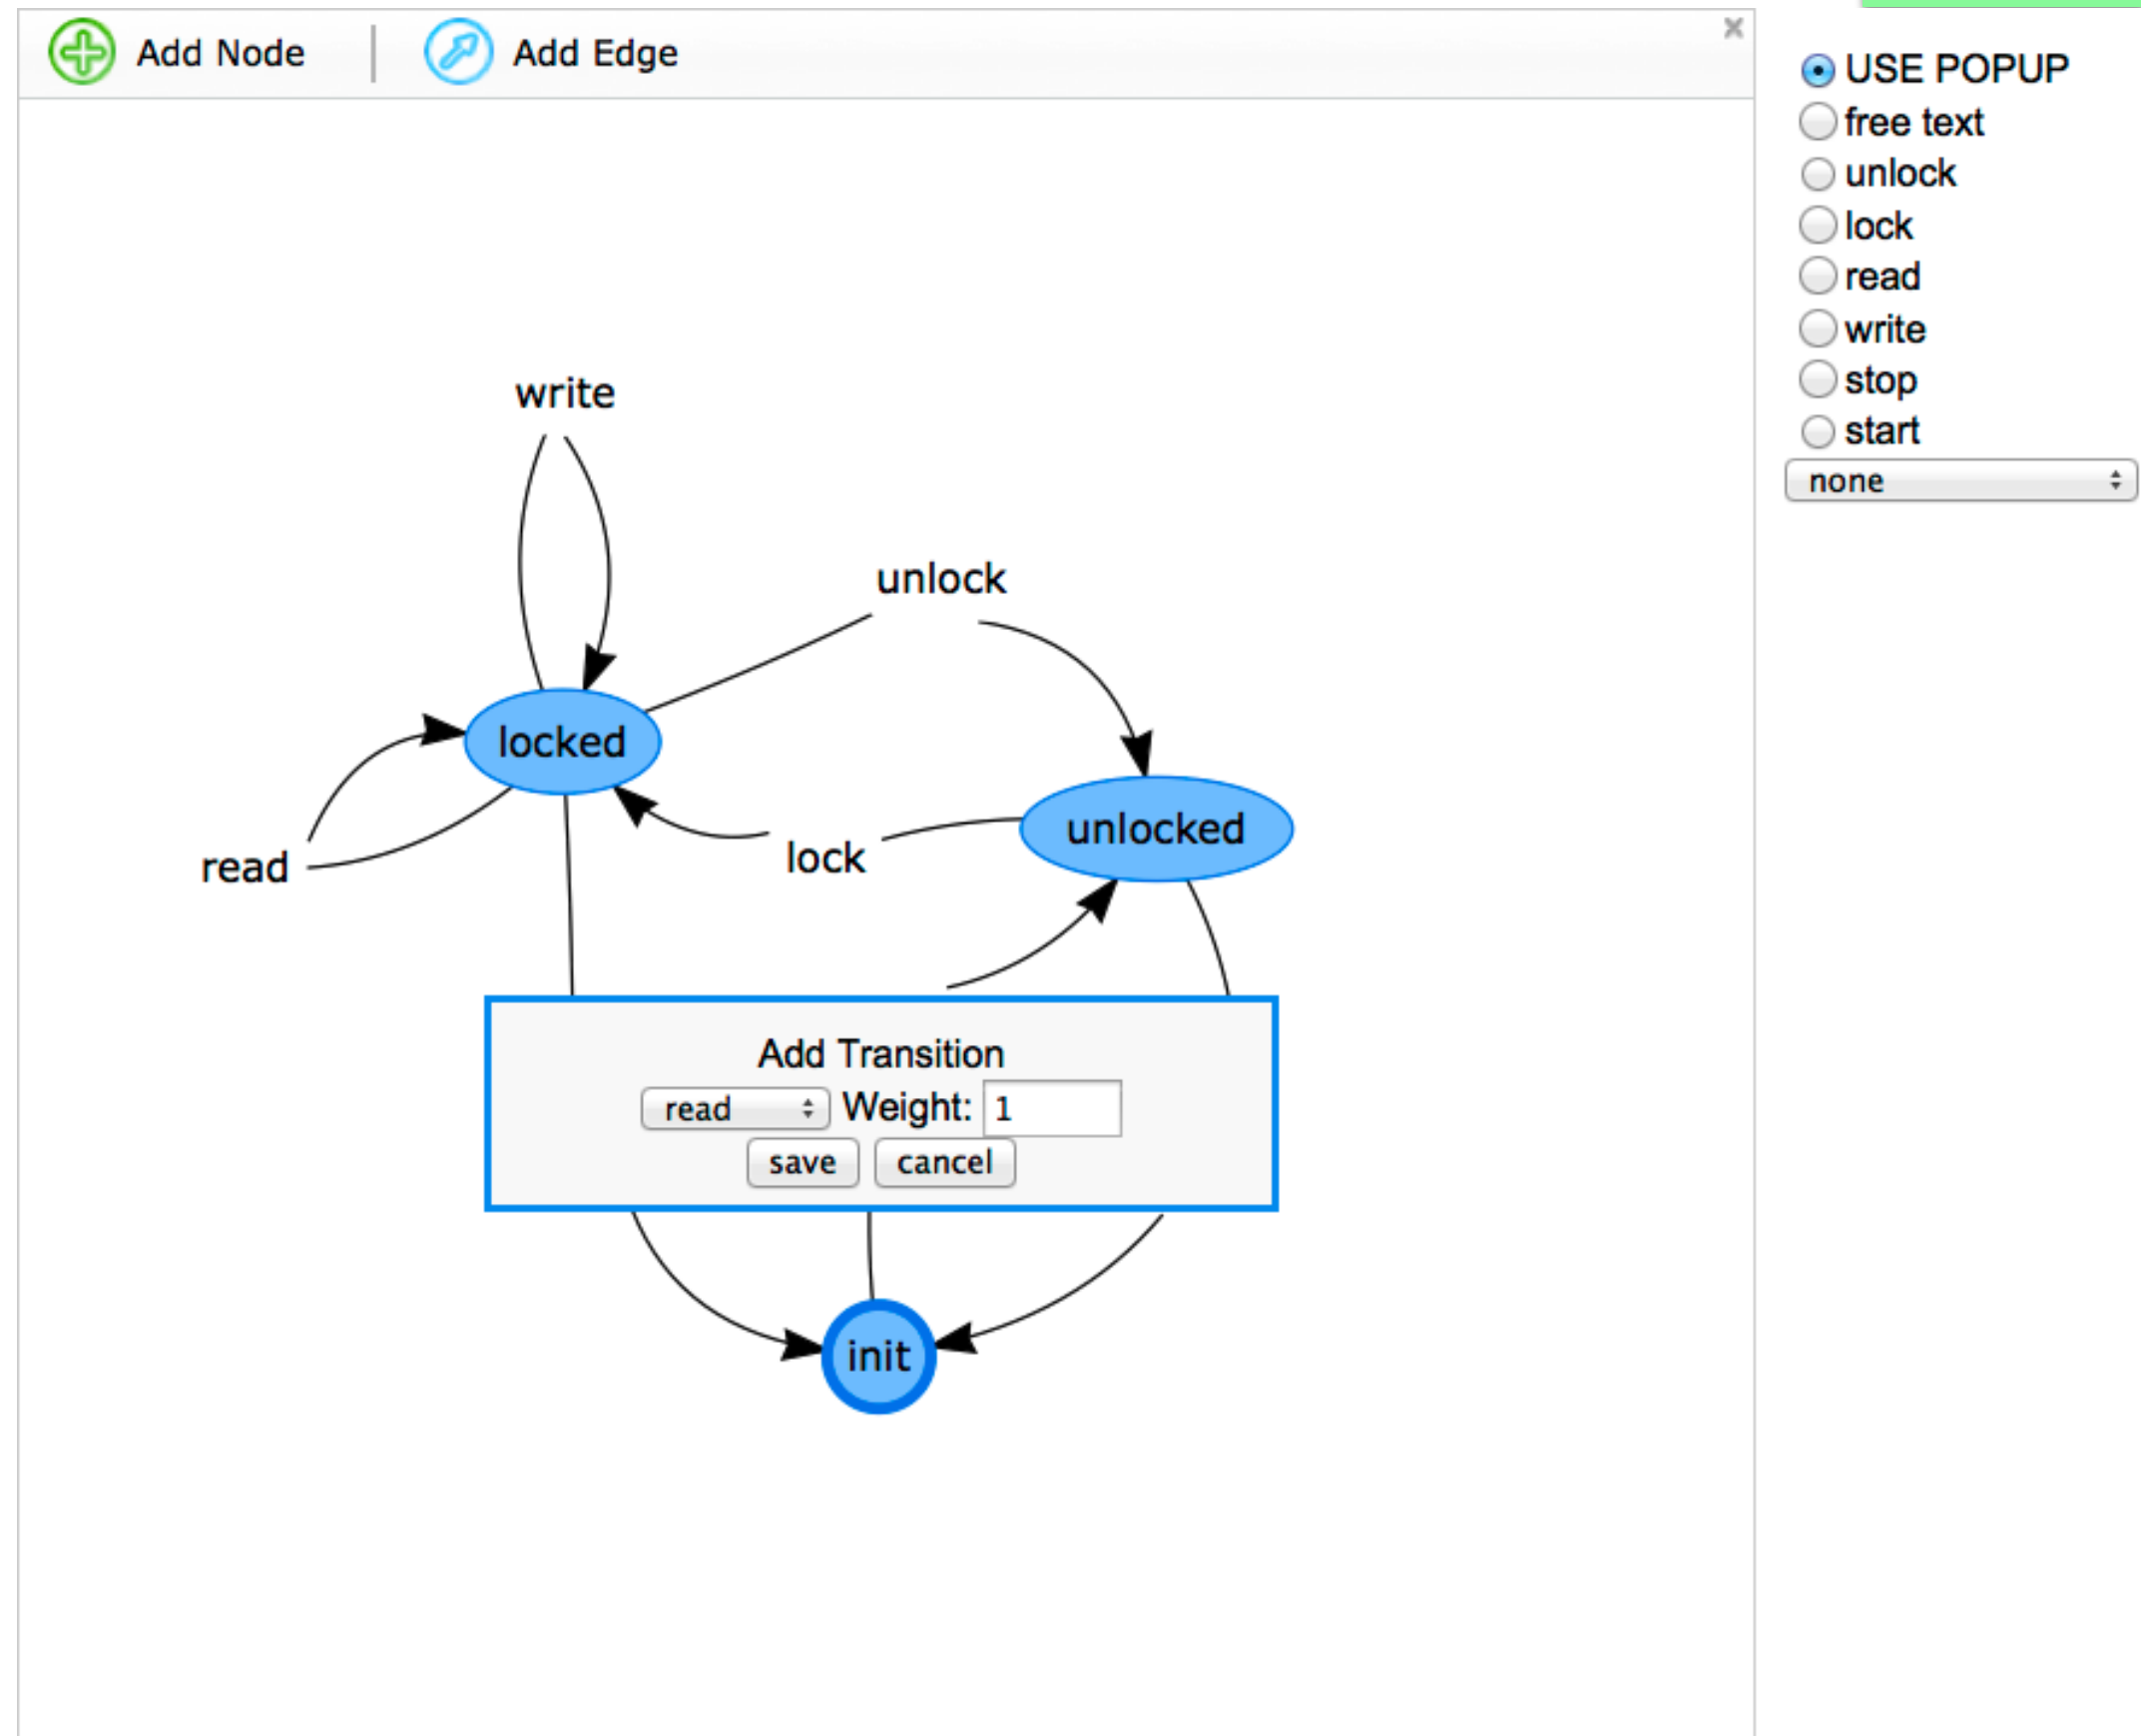 Add Node
Add Edge
USE POPUP
free text
unlock
lock
read
write
stop
start
none
write
unlock
locked
unlocked
lock
read
Add Transition
read Weight: 1
save cancel
init